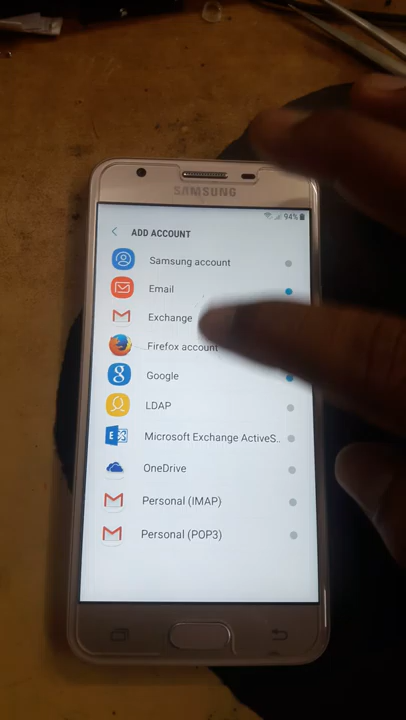 SAMSUNG
94%
ADD ACCOUNT
Samsung account
Email
Exchange
Firefox account
Google
LDAP
Microsoft Exchange ActiveS..
OneDrive
Personal (IMAP)
Personal (POP3)